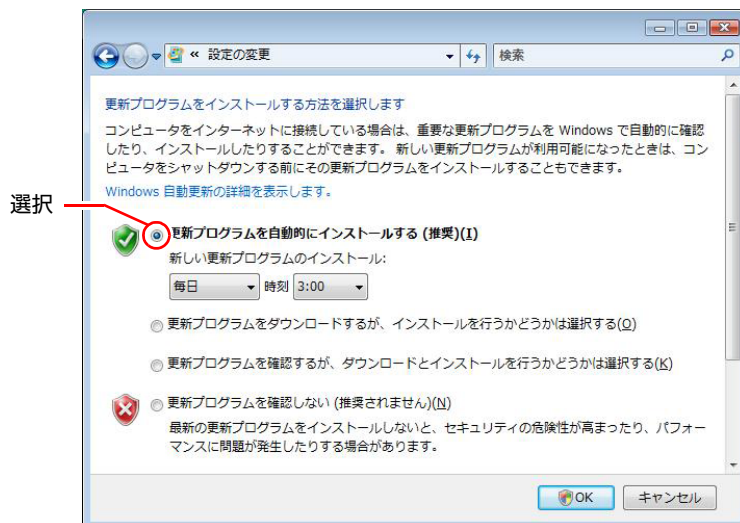 « 設定の変更
検索
更新プログラムをインストールする方法を選択します
コンピュータをインターネットに接続している場合は、重要な更新プログラムを Windows で自動的に確認
したり、インストールしたりすることができます。 新しい更新プログラムが利用可能になったときは、コン
ピュータをシャットダウンする前にその更新プログラムをインストールすることもできます。
Windows 自動更新の詳細を表示します。
選択
更新プログラムを自動的にインストールする (推奨)(I)
新しい更新プログラムのインストール:
毎日 時刻 3:00
更新プログラムをダウンロードするが、インストールを行うかどうかは選択する(O)
更新プログラムを確認するが、ダウンロードとインストールを行うかどうかは選択する(K)
更新プログラムを確認しない (推奨されません)(N)
最新の更新プログラムをインストールしないと、セキュリティの危険性が高まったり、パフォー
マンスに問題が発生したりする場合があります。
OK キャンセル